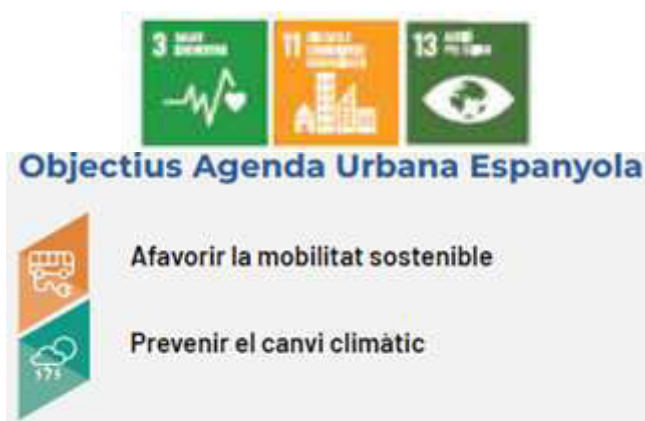 3
11
13
Objectius Agenda Urbana Espanyola
Afavorir la mobilitat sostenible
Prevenir el canvi climàtic